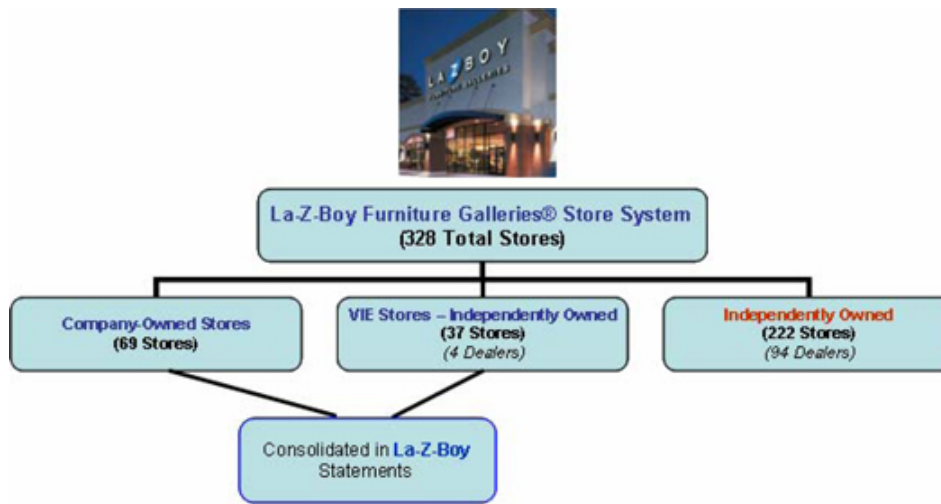 LA Z BOY
FURNITURE GALLERIES
La-Z-Boy Furniture Galleries® Store System
(328 Total Stores)
Company-Owned Stores
(69 Stores)
VIE Stores – Independently Owned
(37 Stores)
(4 Dealers)
Independently Owned
(222 Stores)
(94 Dealers)
Consolidated in La-Z-Boy
Statements